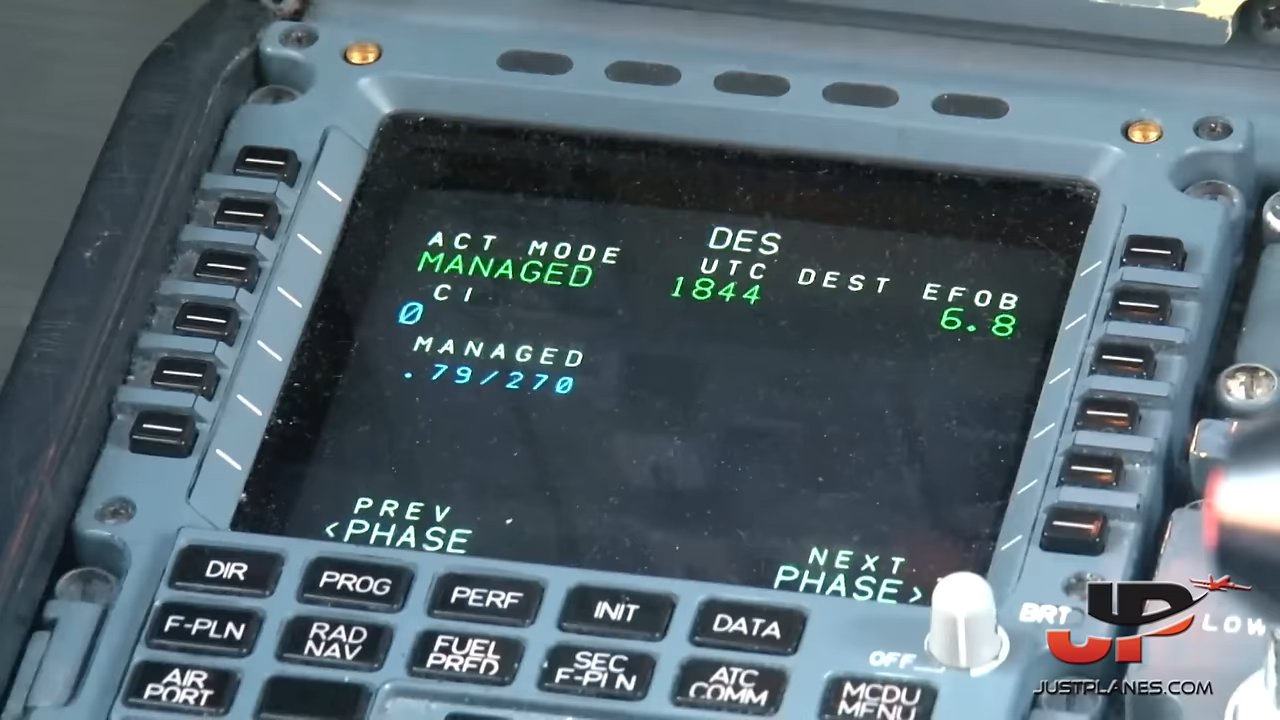 DES
ACT MODE UTC DEST EFOB
MANAGED 1844 6.8
CI
0
MANAGED
.79/270
PREV NEXT
<PHASE PHASE>
DIR PROG PERF INIT DATA
BRT
OFF
LOW
F-PLN RAD NAV FUEL PRED SEC F-PLN ATC COMM MCDU MENU
AIR PORT
JP
JUSTPLANES.COM